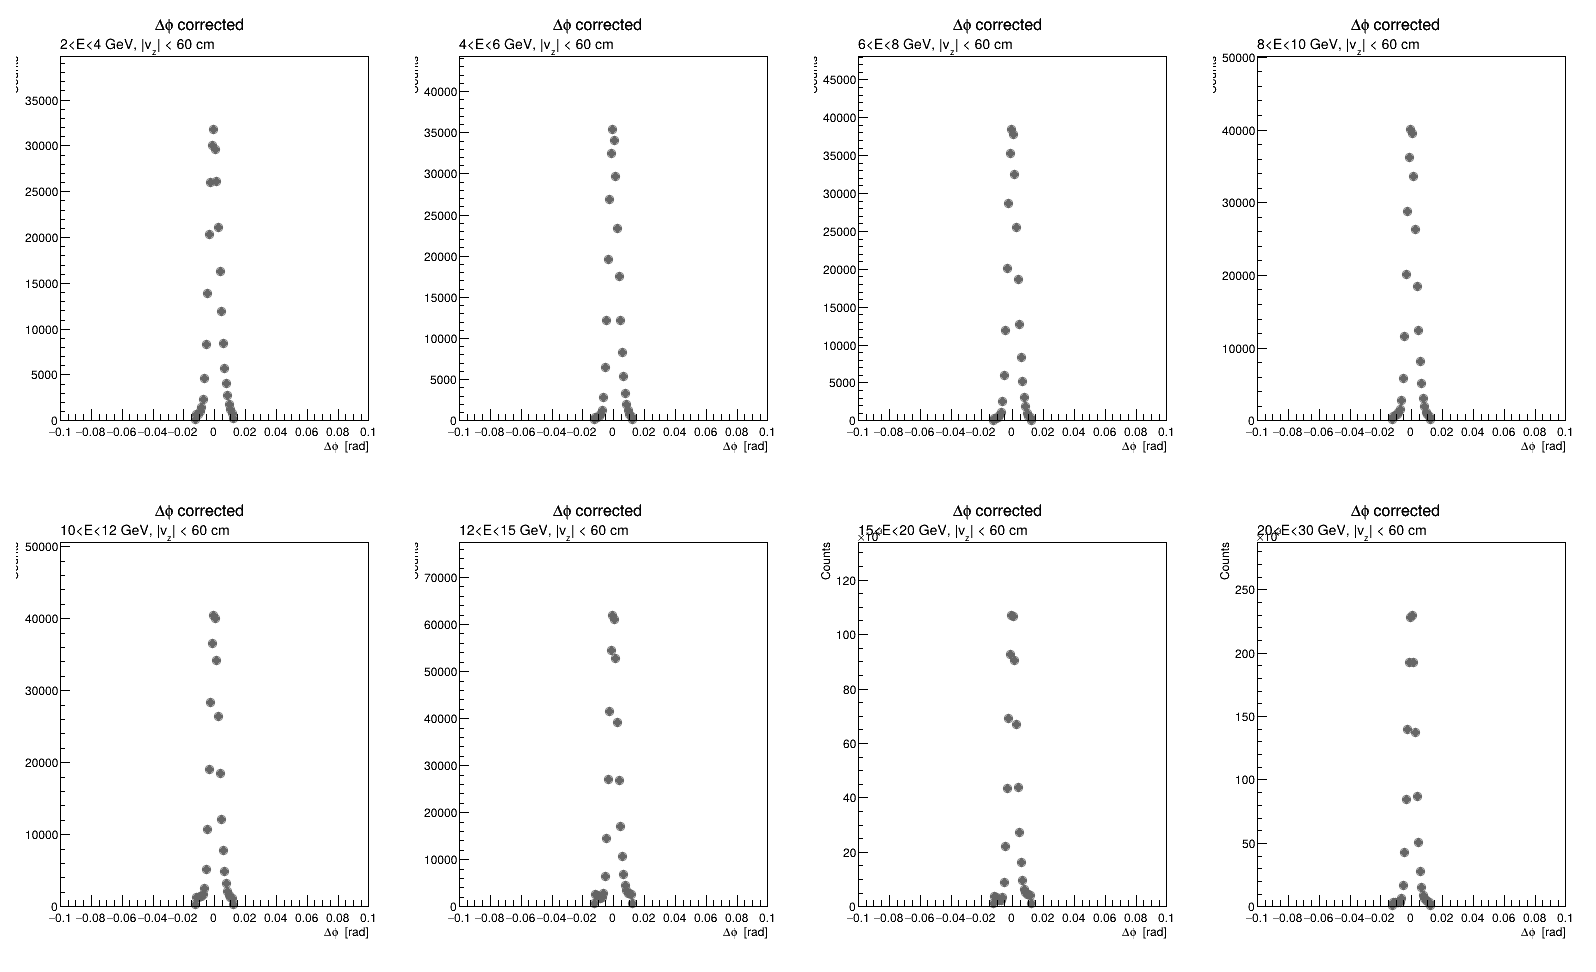 Δϕ corrected
2<E<4 GeV, |v_z| < 60 cm
Counts
35000
30000
25000
20000
15000
10000
5000
0
−0.1 −0.08 −0.06 −0.04 −0.02 0 0.02 0.04 0.06 0.08 0.1
Δϕ [rad]
Δϕ corrected
4<E<6 GeV, |v_z| < 60 cm
Counts
40000
35000
30000
25000
20000
15000
10000
5000
0
−0.1 −0.08 −0.06 −0.04 −0.02 0 0.02 0.04 0.06 0.08 0.1
Δϕ [rad]
Δϕ corrected
6<E<8 GeV, |v_z| < 60 cm
Counts
45000
40000
35000
30000
25000
20000
15000
10000
5000
0
−0.1 −0.08 −0.06 −0.04 −0.02 0 0.02 0.04 0.06 0.08 0.1
Δϕ [rad]
Δϕ corrected
8<E<10 GeV, |v_z| < 60 cm
Counts
50000
40000
30000
20000
10000
0
−0.1 −0.08 −0.06 −0.04 −0.02 0 0.02 0.04 0.06 0.08 0.1
Δϕ [rad]
Δϕ corrected
10<E<12 GeV, |v_z| < 60 cm
Counts
50000
40000
30000
20000
10000
0
−0.1 −0.08 −0.06 −0.04 −0.02 0 0.02 0.04 0.06 0.08 0.1
Δϕ [rad]
Δϕ corrected
12<E<15 GeV, |v_z| < 60 cm
Counts
70000
60000
50000
40000
30000
20000
10000
0
−0.1 −0.08 −0.06 −0.04 −0.02 0 0.02 0.04 0.06 0.08 0.1
Δϕ [rad]
Δϕ corrected
15<E<20 GeV, |v_z| < 60 cm
Counts
120
100
80
60
40
20
0
−0.1 −0.08 −0.06 −0.04 −0.02 0 0.02 0.04 0.06 0.08 0.1
Δϕ [rad]
Δϕ corrected
20<E<30 GeV, |v_z| < 60 cm
Counts
250
200
150
100
50
0
−0.1 −0.08 −0.06 −0.04 −0.02 0 0.02 0.04 0.06 0.08 0.1
Δϕ [rad]